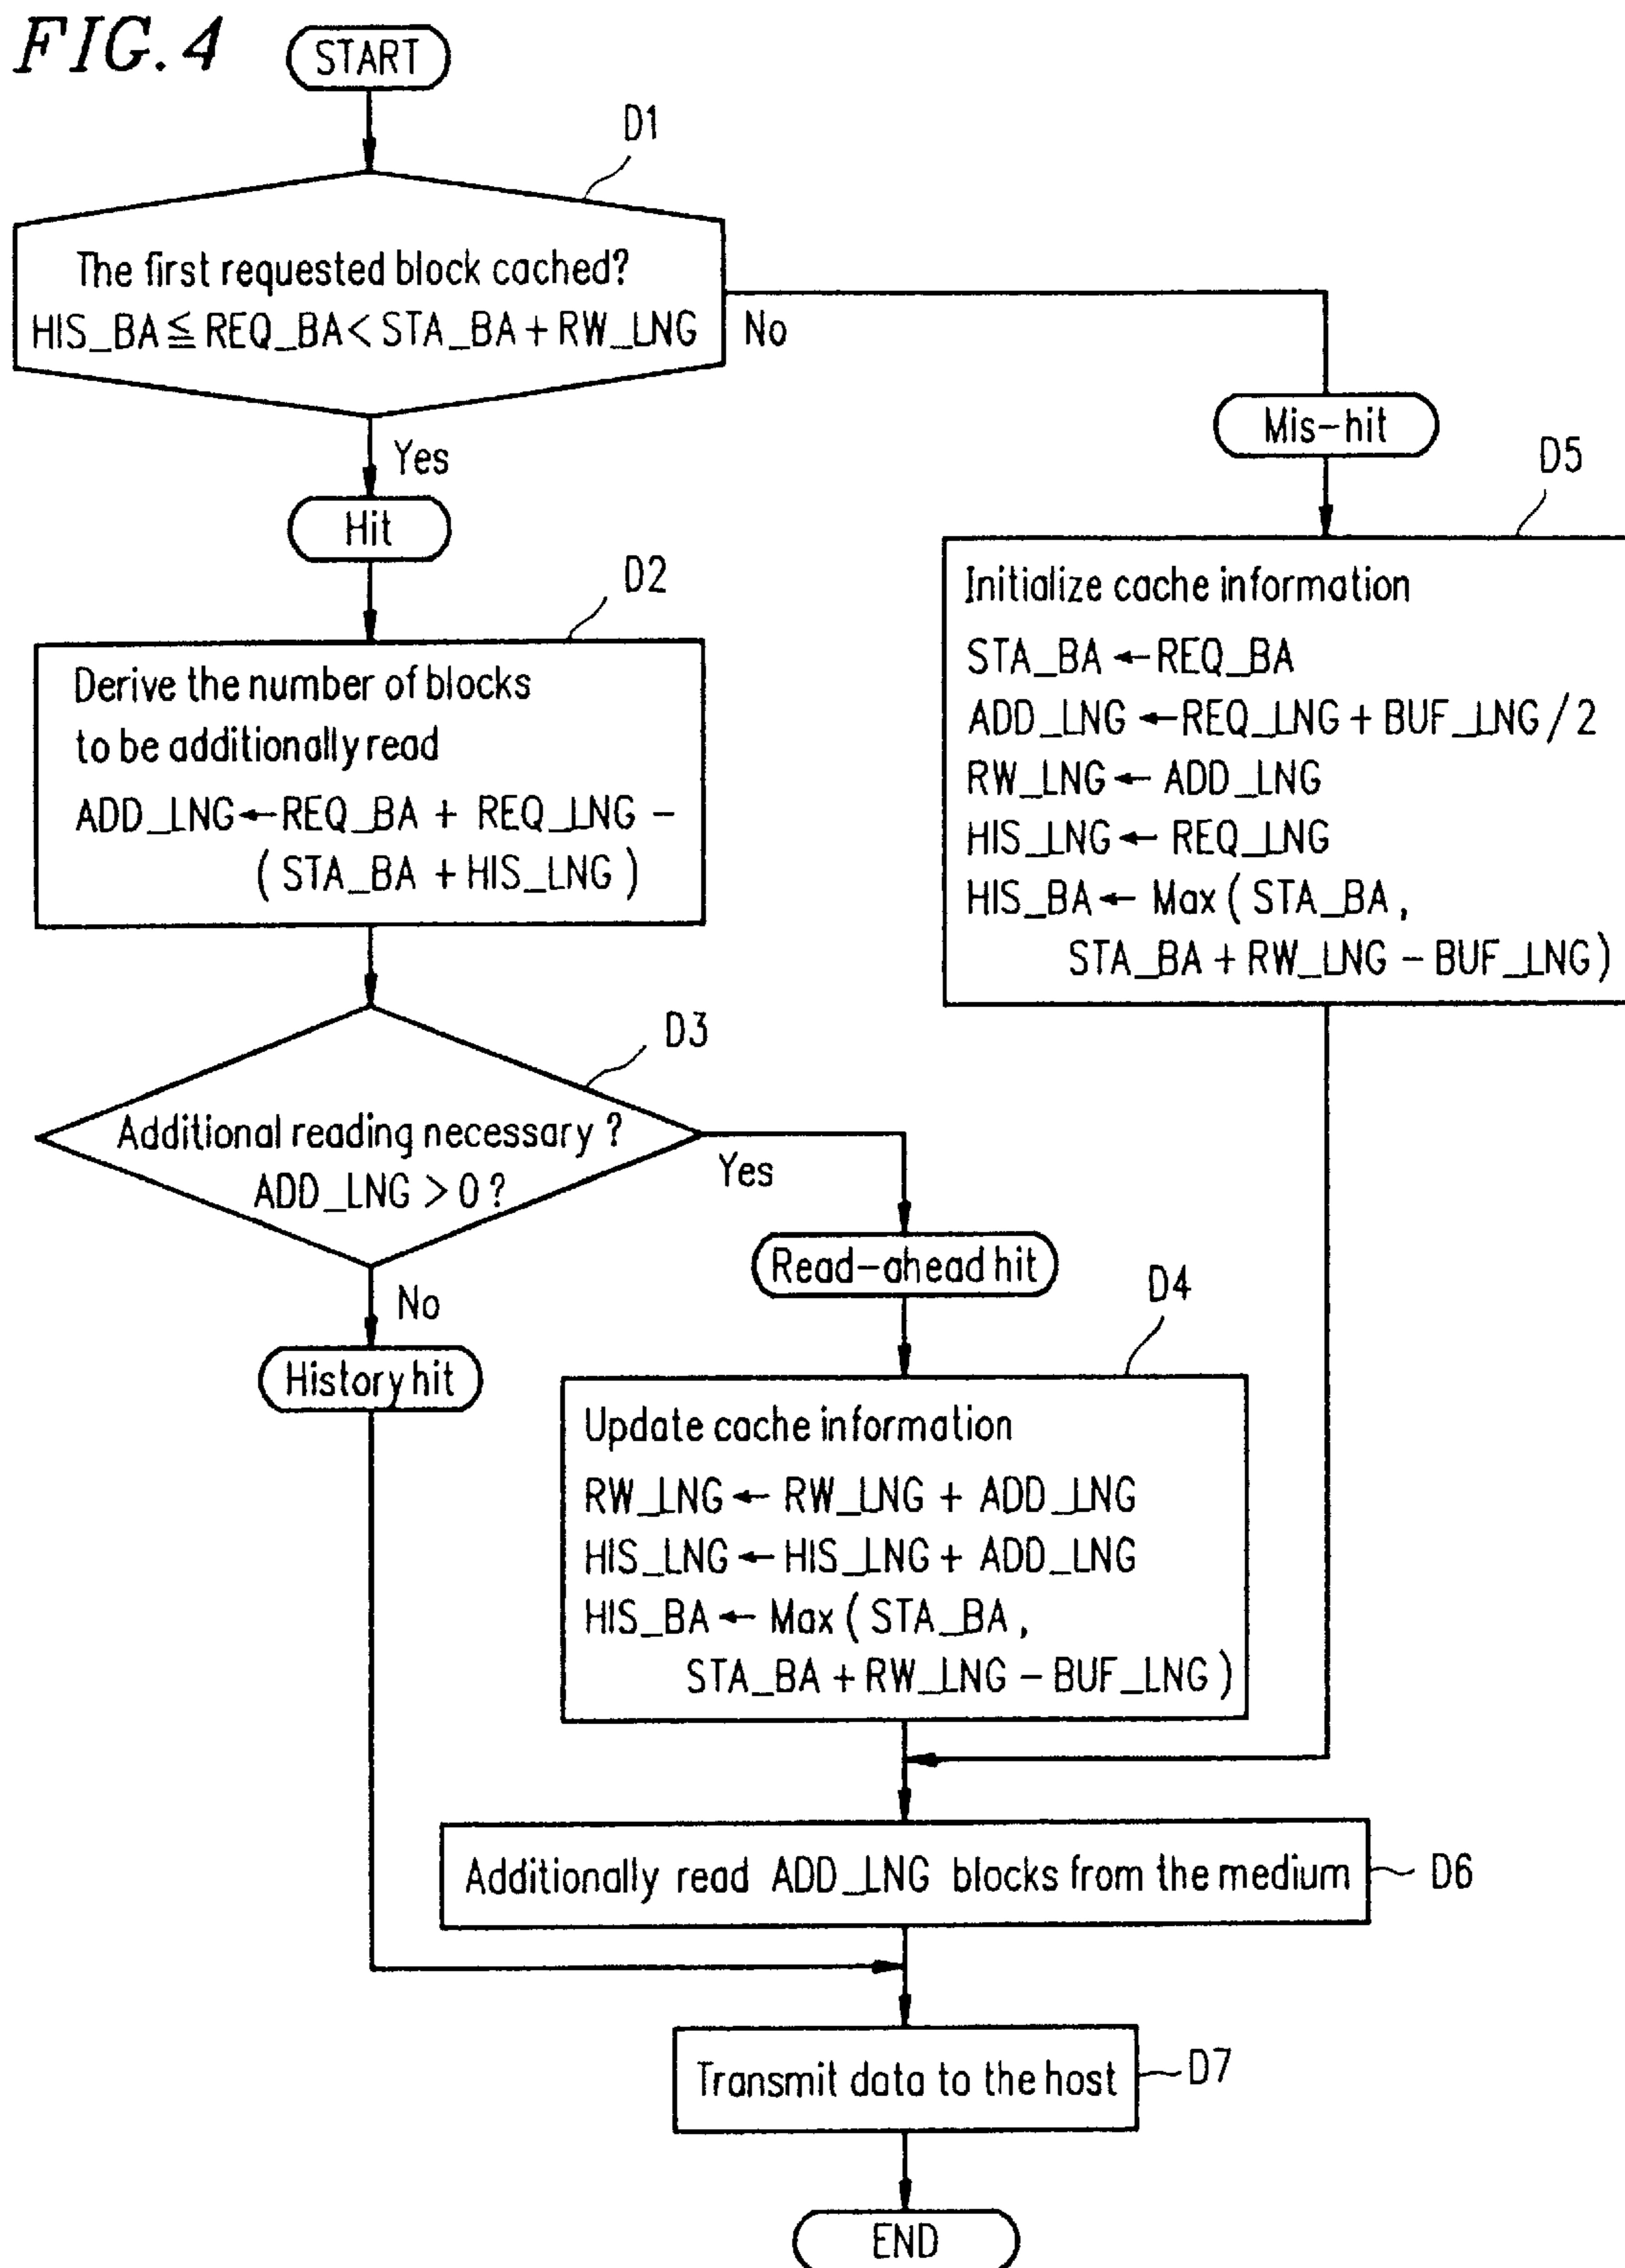 FIG. 4
START
D1
The first requested block cached?
HIS_BA ≦ REQ_BA < STA_BA + RW_LNG
No
Yes
Mis-hit
Hit
D5
Initialize cache information
STA_BA ← REQ_BA
ADD_LNG ← REQ_LNG + BUF_LNG / 2
RW_LNG ← ADD_LNG
HIS_LNG ← REQ_LNG
HIS_BA ← Max ( STA_BA ,
STA_BA + RW_LNG - BUF_LNG )
D2
Derive the number of blocks
to be additionally read
ADD_LNG ← REQ_BA + REQ_LNG -
( STA_BA + HIS_LNG )
D3
Additional reading necessary ?
ADD_LNG > 0 ?
Yes
No
Read-ahead hit
History hit
D4
Update cache information
RW_LNG ← RW_LNG + ADD_LNG
HIS_LNG ← HIS_LNG + ADD_LNG
HIS_BA ← Max ( STA_BA ,
STA_BA + RW_LNG - BUF_LNG )
Additionally read ADD_LNG blocks from the medium
D6
Transmit data to the host
D7
END